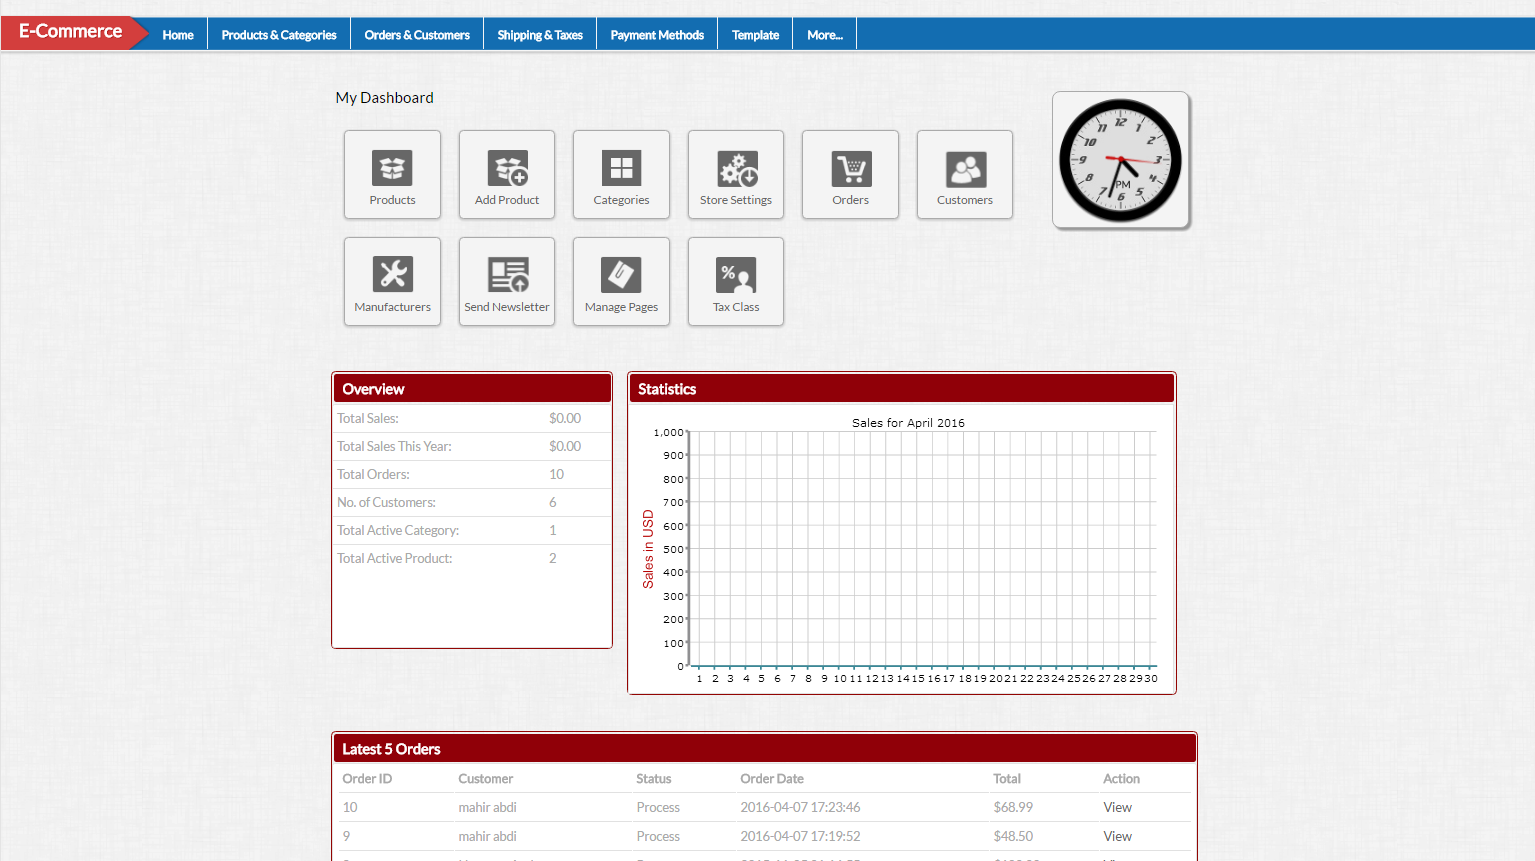 E-Commerce
Home Products & Categories Orders & Customers Shipping & Taxes Payment Methods Template More...
My Dashboard
Products Add Product Categories Store Settings Orders Customers
12 1 2 3 4 5 6 7 8 9 10 11
PM
Manufacturers Send Newsletter Manage Pages Tax Class
%
Overview
Total Sales: $0.00
Total Sales This Year: $0.00
Total Orders: 10
No. of Customers: 6
Total Active Category: 1
Total Active Product: 2
Statistics
Sales for April 2016
Sales in USD
1,000
900
800
700
600
500
400
300
200
100
0
1 2 3 4 5 6 7 8 9 10 11 12 13 14 15 16 17 18 19 20 21 22 23 24 25 26 27 28 29 30
Latest 5 Orders
Order ID Customer Status Order Date Total Action
10 mahir abdi Process 2016-04-07 17:23:46 $68.99 View
9 mahir abdi Process 2016-04-07 17:19:52 $48.50 View